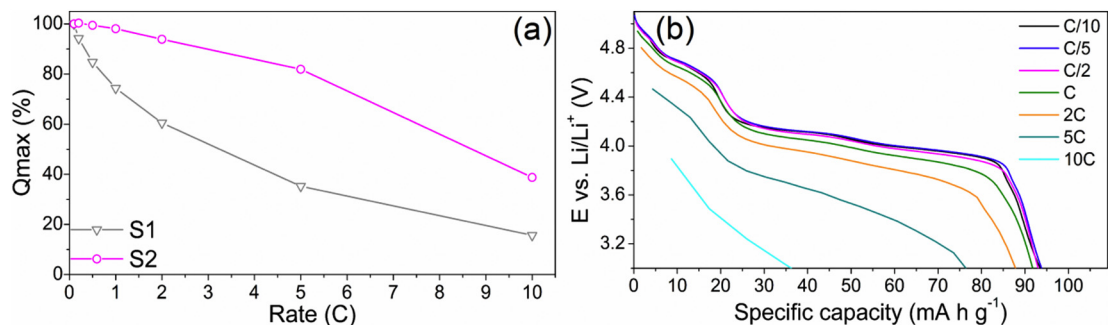 (a)
Qmax (%)
100
80
60
40
20
0
S1
S2
0 1 2 3 4 5 6 7 8 9 10
Rate (C)
(b)
E vs. Li/Li⁺ (V)
4.8
4.4
4.0
3.6
3.2
C/10
C/5
C/2
C
2C
5C
10C
0 10 20 30 40 50 60 70 80 90 100
Specific capacity (mA h g⁻¹)